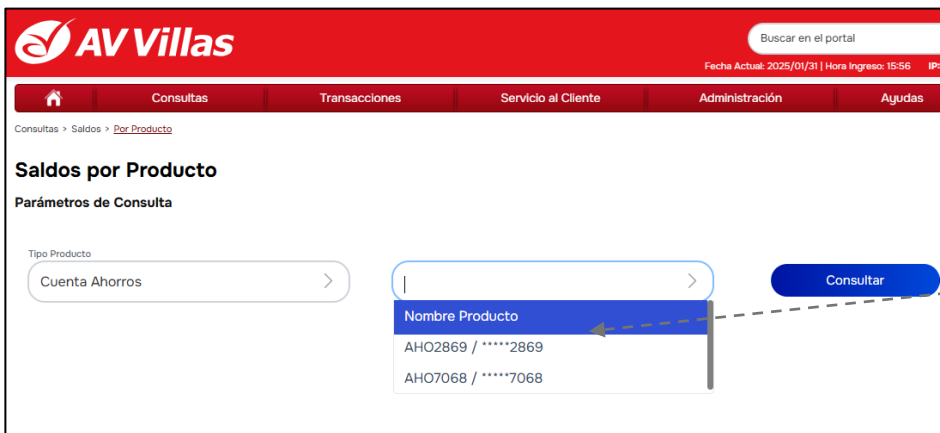 AV Villas
Buscar en el portal
Fecha Actual: 2025/01/31 | Hora Ingreso: 15:56 IP:
Consultas Transacciones Servicio al Cliente Administración Ayudas
Consultas > Saldos > Por Producto
Saldos por Producto
Parámetros de Consulta
Tipo Producto
Cuenta Ahorros
Consultar
Nombre Producto
AHO2869 / *****2869
AHO7068 / *****7068